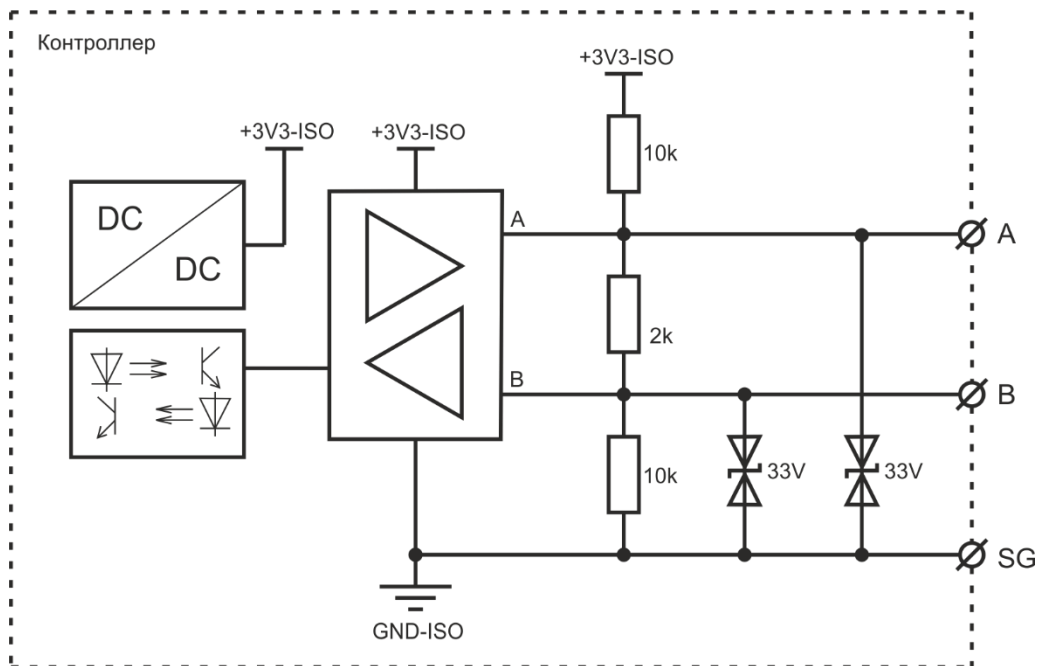 Контроллер
+3V3-ISO
+3V3-ISO
+3V3-ISO
10k
DC
DC
A
A
2k
B
B
10k
33V
33V
SG
GND-ISO